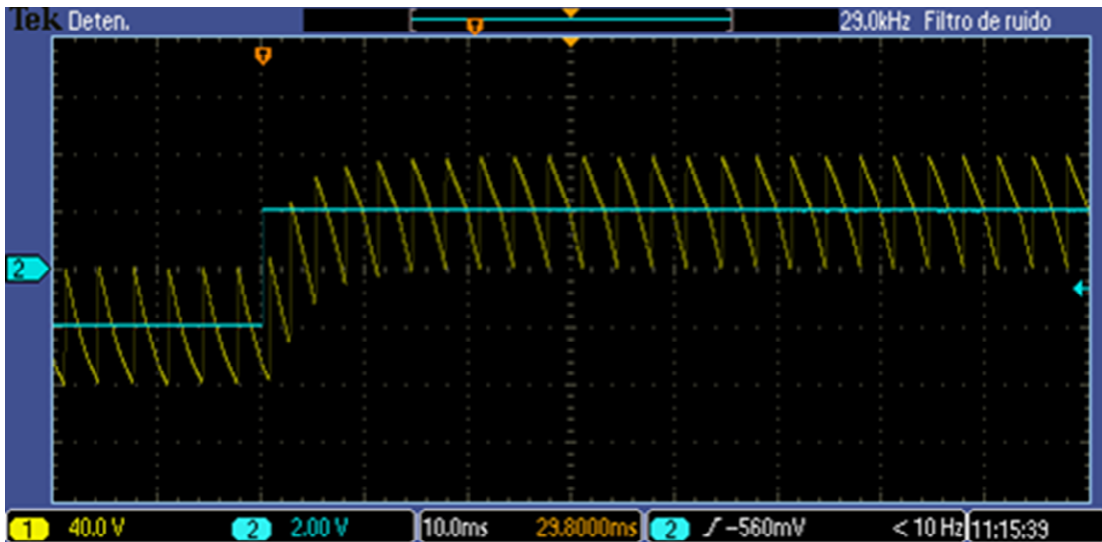 Tek Deten. 29.0kHz Filtro de ruido
2
1 40.0 V 2 2.00 V 10.0ms 29.8000ms 2 -560mV < 10 Hz 11:15:39